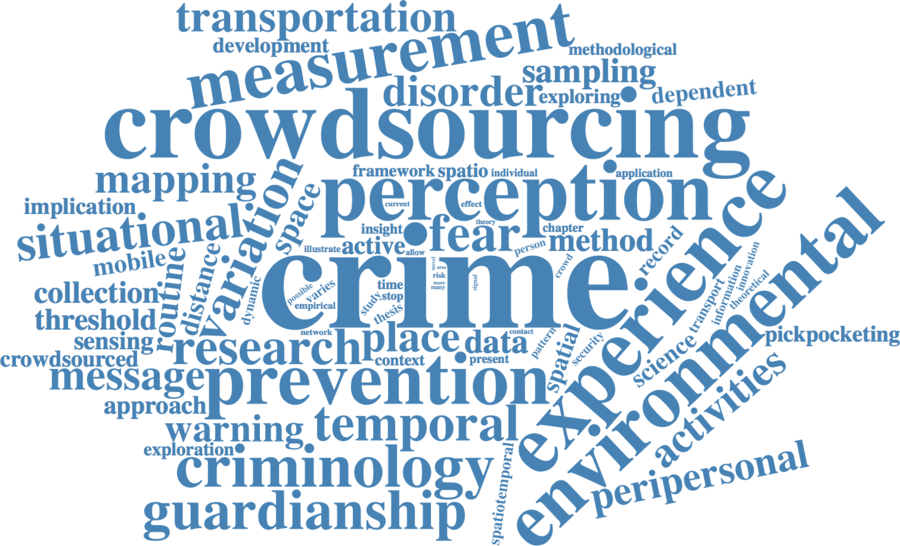 transportation
development
measurement
methodological
sampling
disorder
exploring
dependent
crowdsourcing
mapping
framework
spatio
individual
application
implication
perception
current
effect
theory
situational
variation
space
insight
fear
chapter
experience
environmental
mobile
illustrate
active
allow
person
method
record
crime
routine
distance
dynamic
possible
varies
time
risk
more
many
novel
area
signal
crowd
collection
study
stop
empirical
thesis
transport
information
innovation
theoretical
threshold
network
contact
pattern
sensing
research
place
data
spatial
security
pickpocketing
crowdsourced
context
present
science
message
prevention
activities
approach
warning
temporal
exploration
criminology
spatiotemporal
peripersonal
guardianship